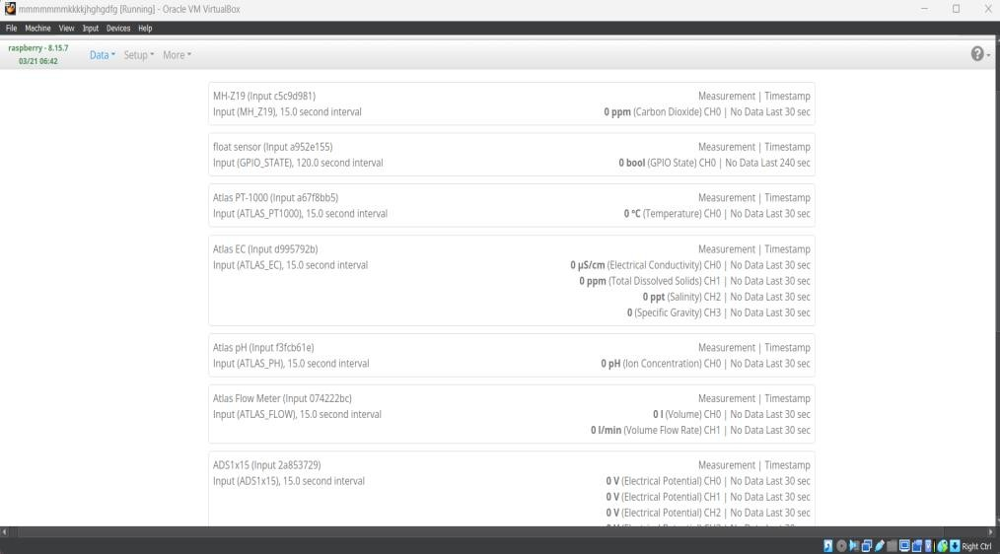 mmmmmmmkkkkjhghgdfg [Running] - Oracle VM VirtualBox
File Machine View Input Devices Help
raspberry - 8.15.7
03/21 06:42
Data Setup More
?
MH-Z19 (Input c5c9d981) Measurement | Timestamp
Input (MH_Z19), 15.0 second interval 0 ppm (Carbon Dioxide) CH0 | No Data Last 30 sec
float sensor (Input a952e155) Measurement | Timestamp
Input (GPIO_STATE), 120.0 second interval 0 bool (GPIO State) CH0 | No Data Last 240 sec
Atlas PT-1000 (Input a67f8bb5) Measurement | Timestamp
Input (ATLAS_PT1000), 15.0 second interval 0 °C (Temperature) CH0 | No Data Last 30 sec
Atlas EC (Input d995792b) Measurement | Timestamp
Input (ATLAS_EC), 15.0 second interval 0 µS/cm (Electrical Conductivity) CH0 | No Data Last 30 sec
0 ppm (Total Dissolved Solids) CH1 | No Data Last 30 sec
0 ppt (Salinity) CH2 | No Data Last 30 sec
0 (Specific Gravity) CH3 | No Data Last 30 sec
Atlas pH (Input f3fcb61e) Measurement | Timestamp
Input (ATLAS_PH), 15.0 second interval 0 pH (Ion Concentration) CH0 | No Data Last 30 sec
Atlas Flow Meter (Input 074222bc) Measurement | Timestamp
Input (ATLAS_FLOW), 15.0 second interval 0 l (Volume) CH0 | No Data Last 30 sec
0 l/min (Volume Flow Rate) CH1 | No Data Last 30 sec
ADS1x15 (Input 2a853729) Measurement | Timestamp
Input (ADS1x15), 15.0 second interval 0 V (Electrical Potential) CH0 | No Data Last 30 sec
0 V (Electrical Potential) CH1 | No Data Last 30 sec
0 V (Electrical Potential) CH2 | No Data Last 30 sec
Right Ctrl